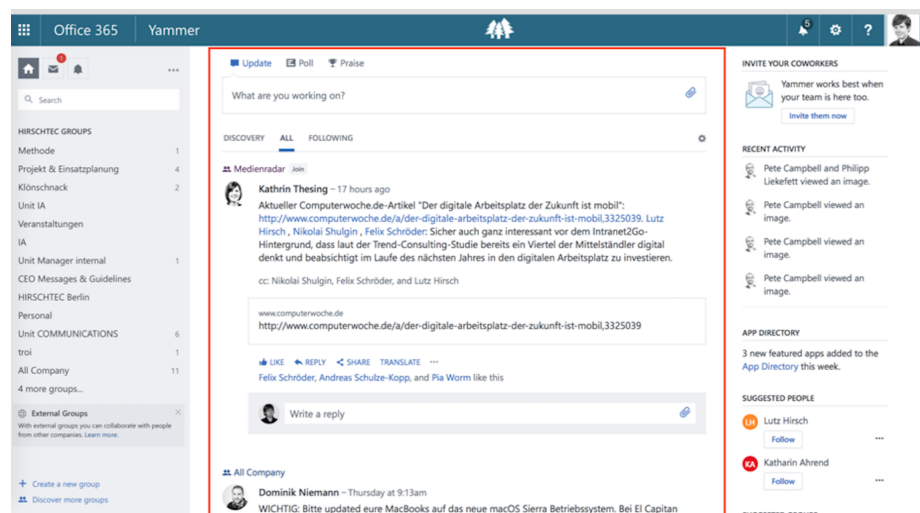 Office 365
Yammer
5
?
1
Search
HIRSCHTEC GROUPS
Methode 1
Projekt & Einsatzplanung 4
Klönschnack 2
Unit IA
Veranstaltungen
IA
Unit Manager internal 1
CEO Messages & Guidelines
HIRSCHTEC Berlin
Personal
Unit COMMUNICATIONS 6
troi 1
All Company 11
4 more groups...
External Groups
With external groups you can collaborate with people
from other companies. Learn more.
+ Create a new group
Discover more groups
Update Poll Praise
What are you working on?
DISCOVERY ALL FOLLOWING
Medienradar Join
Kathrin Thesing – 17 hours ago
Aktueller Computerwoche.de-Artikel "Der digitale Arbeitsplatz der Zukunft ist mobil":
http://www.computerwoche.de/a/der-digitale-arbeitsplatz-der-zukunft-ist-mobil,3325039. Lutz
Hirsch , Nikolai Shulgin , Felix Schröder: Sicher auch ganz interessant vor dem Intranet2Go-
Hintergrund, dass laut der Trend-Consulting-Studie bereits ein Viertel der Mittelständler digital
denkt und beabsichtigt im Laufe des nächsten Jahres in den digitalen Arbeitsplatz zu investieren.
cc: Nikolai Shulgin, Felix Schröder, and Lutz Hirsch
www.computerwoche.de
http://www.computerwoche.de/a/der-digitale-arbeitsplatz-der-zukunft-ist-mobil,3325039
LIKE REPLY SHARE TRANSLATE ...
Felix Schröder, Andreas Schulze-Kopp, and Pia Worm like this
Write a reply
All Company
Dominik Niemann – Thursday at 9:13am
WICHTIG: Bitte updated eure MacBooks auf das neue macOS Sierra Betriebssystem. Bei El Capitan
INVITE YOUR COWORKERS
Yammer works best when
your team is here too.
Invite them now
RECENT ACTIVITY
Pete Campbell and Philipp
Liekefett viewed an image.
Pete Campbell viewed an
image.
Pete Campbell viewed an
image.
Pete Campbell viewed an
image.
APP DIRECTORY
3 new featured apps added to the
App Directory this week.
SUGGESTED PEOPLE
LH Lutz Hirsch
Follow
KA Katharin Ahrend
Follow